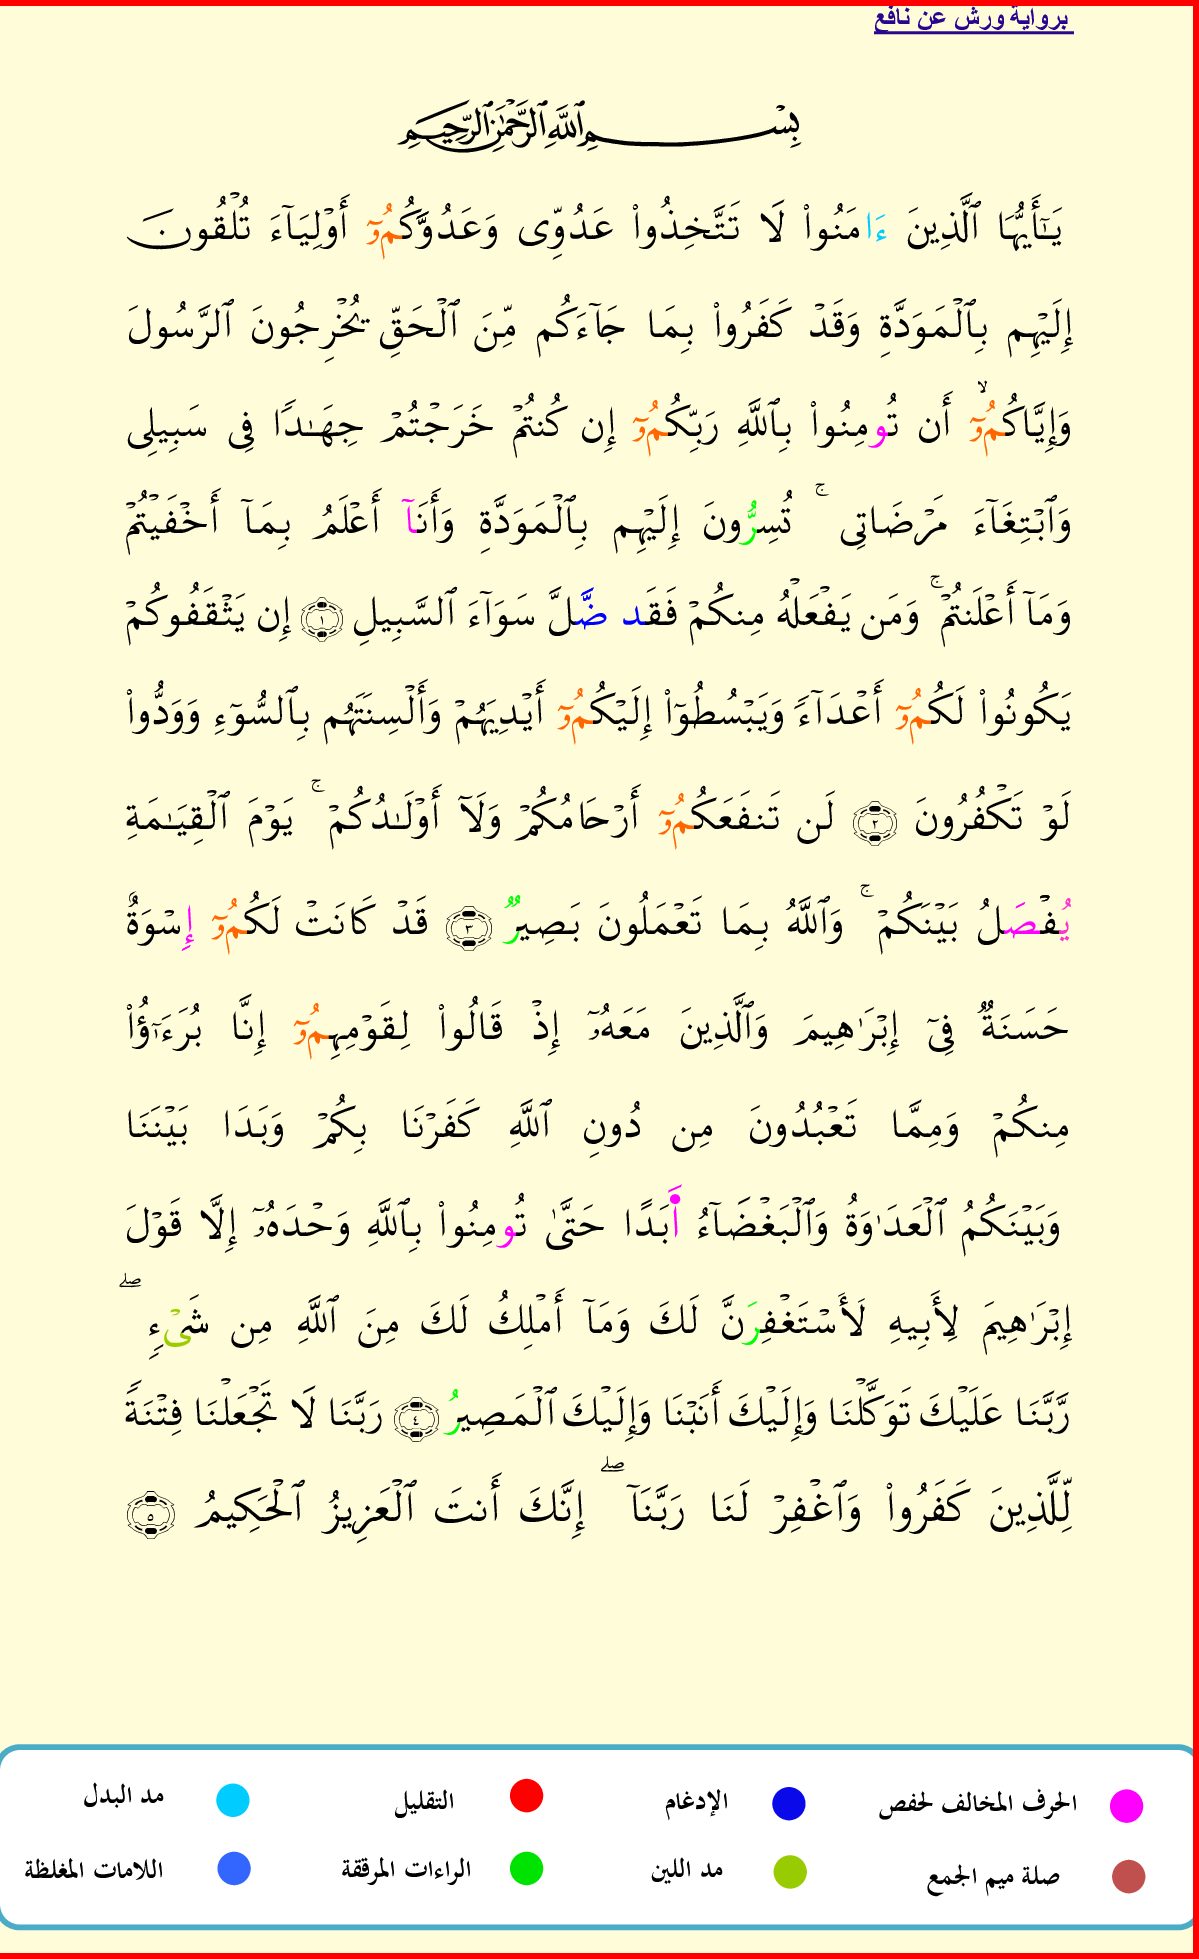 برواية ورش عن نافع
بِسْمِ ٱللَّهِ ٱلرَّحْمَٰنِ ٱلرَّحِيمِ
يَـٰٓأَيُّهَا ٱلَّذِينَ ءَامَنُوا۟ لَا تَتَّخِذُوا۟ عَدُوِّى وَعَدُوَّكُمُۥٓ أَوْلِيَآءَ تُلْقُونَ
إِلَيْهِم بِٱلْمَوَدَّةِ وَقَدْ كَفَرُوا۟ بِمَا جَآءَكُم مِّنَ ٱلْحَقِّ يُخْرِجُونَ ٱلرَّسُولَ
وَإِيَّاكُمُۥٓ ۙ أَن تُومِنُوا۟ بِٱللَّهِ رَبِّكُمُۥٓ إِن كُنتُمْ خَرَجْتُمْ جِهَـٰدًا فِى سَبِيلِى
وَٱبْتِغَآءَ مَرْضَاتِى ۚ تُسِرُّونَ إِلَيْهِم بِٱلْمَوَدَّةِ وَأَنَآ أَعْلَمُ بِمَآ أَخْفَيْتُمْ
وَمَآ أَعْلَنتُمْ ۚ وَمَن يَفْعَلْهُ مِنكُمْ فَقَد ضَّلَّ سَوَآءَ ٱلسَّبِيلِ ١ إِن يَثْقَفُوكُمْ
يَكُونُوا۟ لَكُمُۥٓ أَعْدَآءً وَيَبْسُطُوٓا۟ إِلَيْكُمُۥٓ أَيْدِيَهُمْ وَأَلْسِنَتَهُم بِٱلسُّوٓءِ وَوَدُّوا۟
لَوْ تَكْفُرُونَ ٢ لَن تَنفَعَكُمُۥٓ أَرْحَامُكُمْ وَلَآ أَوْلَـٰدُكُمْ ۚ يَوْمَ ٱلْقِيَـٰمَةِ
يُفْصَلُ بَيْنَكُمْ ۚ وَٱللَّهُ بِمَا تَعْمَلُونَ بَصِيرٌ ٣ قَدْ كَانَتْ لَكُمُۥٓ إِسْوَةٌ
حَسَنَةٌ فِىٓ إِبْرَٰهِيمَ وَٱلَّذِينَ مَعَهُۥٓ إِذْ قَالُوا۟ لِقَوْمِهِمُۥٓ إِنَّا بُرَءَٰٓؤُا۟
مِنكُمْ وَمِمَّا تَعْبُدُونَ مِن دُونِ ٱللَّهِ كَفَرْنَا بِكُمْ وَبَدَا بَيْنَنَا
وَبَيْنَكُمُ ٱلْعَدَٰوَةُ وَٱلْبَغْضَآءُ اَ۬بَدًا حَتَّىٰ تُومِنُوا۟ بِٱللَّهِ وَحْدَهُۥٓ إِلَّا قَوْلَ
إِبْرَٰهِيمَ لِأَبِيهِ لَأَسْتَغْفِرَنَّ لَكَ وَمَآ أَمْلِكُ لَكَ مِنَ ٱللَّهِ مِن شَىْءٍ ۖ
رَّبَّنَا عَلَيْكَ تَوَكَّلْنَا وَإِلَيْكَ أَنَبْنَا وَإِلَيْكَ ٱلْمَصِيرُ ٤ رَبَّنَا لَا تَجْعَلْنَا فِتْنَةً
لِّلَّذِينَ كَفَرُوا۟ وَٱغْفِرْ لَنَا رَبَّنَآ ۖ إِنَّكَ أَنتَ ٱلْعَزِيزُ ٱلْحَكِيمُ ٥
الحرف المخالف لحفص الإدغام التقليل مد البدل
صلة ميم الجمع مد اللين الراءات المرققة اللامات المغلظة